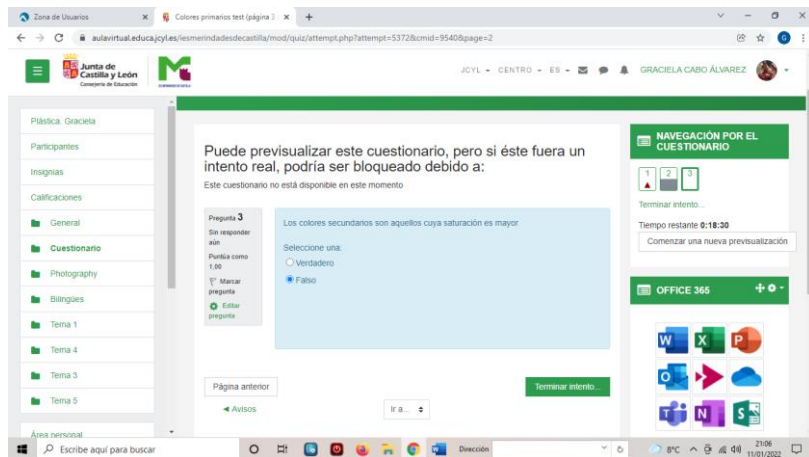 Zona de Usuarios
Colores primarios test (página 3
aulavirtual.educa.jcyl.es/iesmerindadesdecastilla/mod/quiz/attempt.php?attempt=5372&cmid=9540&page=2
Junta de
Castilla y León
Consejería de Educación
JCYL CENTRO ES GRACIELA CABO ÁLVAREZ
Plástica. Graciela
Participantes
Insignias
Calificaciones
General
Cuestionario
Photography
Bilingües
Tema 1
Tema 4
Tema 3
Tema 5
Área personal
Puede previsualizar este cuestionario, pero si éste fuera un
intento real, podría ser bloqueado debido a:
Este cuestionario no está disponible en este momento
Pregunta 3
Sin responder
aún
Puntúa como
1,00
Marcar
pregunta
Editar
pregunta
Los colores secundarios son aquellos cuya saturación es mayor
Seleccione una:
Verdadero
Falso
Página anterior
Terminar intento...
◄ Avisos
Ir a...
NAVEGACIÓN POR EL
CUESTIONARIO
1 2 3
Terminar intento...
Tiempo restante 0:18:30
Comenzar una nueva previsualización
OFFICE 365
W X P
O
T N S
Escribe aquí para buscar
Dirección
8°C
21:06
11/01/2022